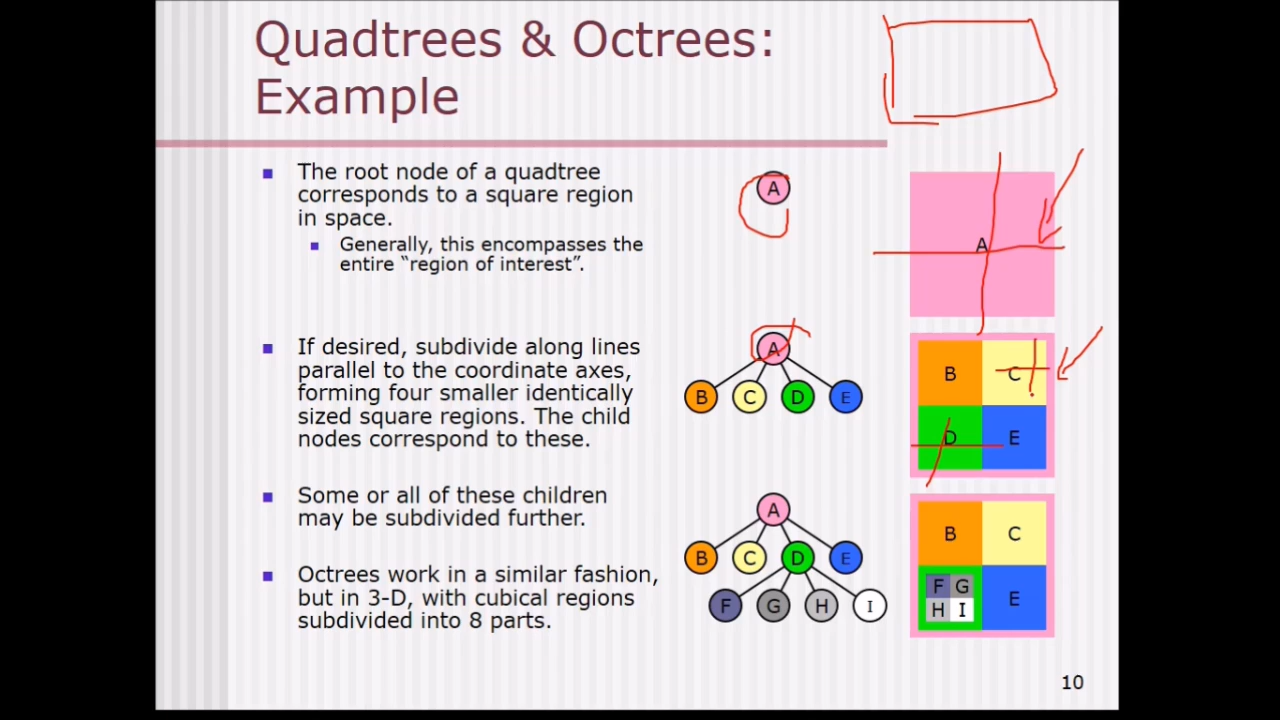 Quadtrees & Octrees:
Example
The root node of a quadtree
corresponds to a square region
in space.
Generally, this encompasses the
entire “region of interest”.
A
A
If desired, subdivide along lines
parallel to the coordinate axes,
forming four smaller identically
sized square regions. The child
nodes correspond to these.
A
B C D E
B C
D E
Some or all of these children
may be subdivided further.
Octrees work in a similar fashion,
but in 3-D, with cubical regions
subdivided into 8 parts.
A
B C D E
F G H I
B C
F G
H I
E
10